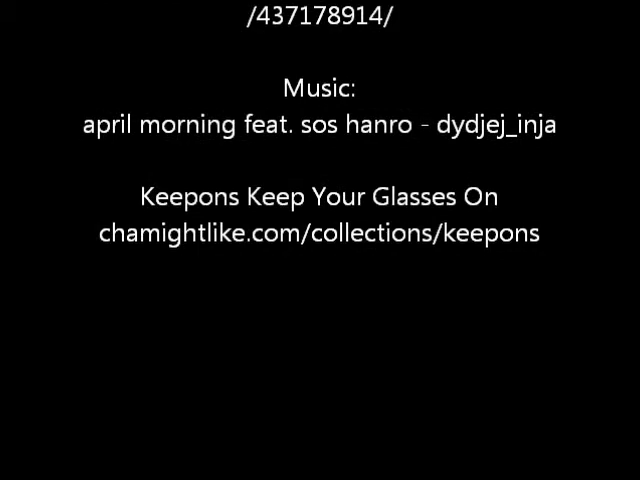 /437178914/
Music:
april morning feat. sos hanro - dydjej_inja
Keepons Keep Your Glasses On
chamightlike.com/collections/keepons